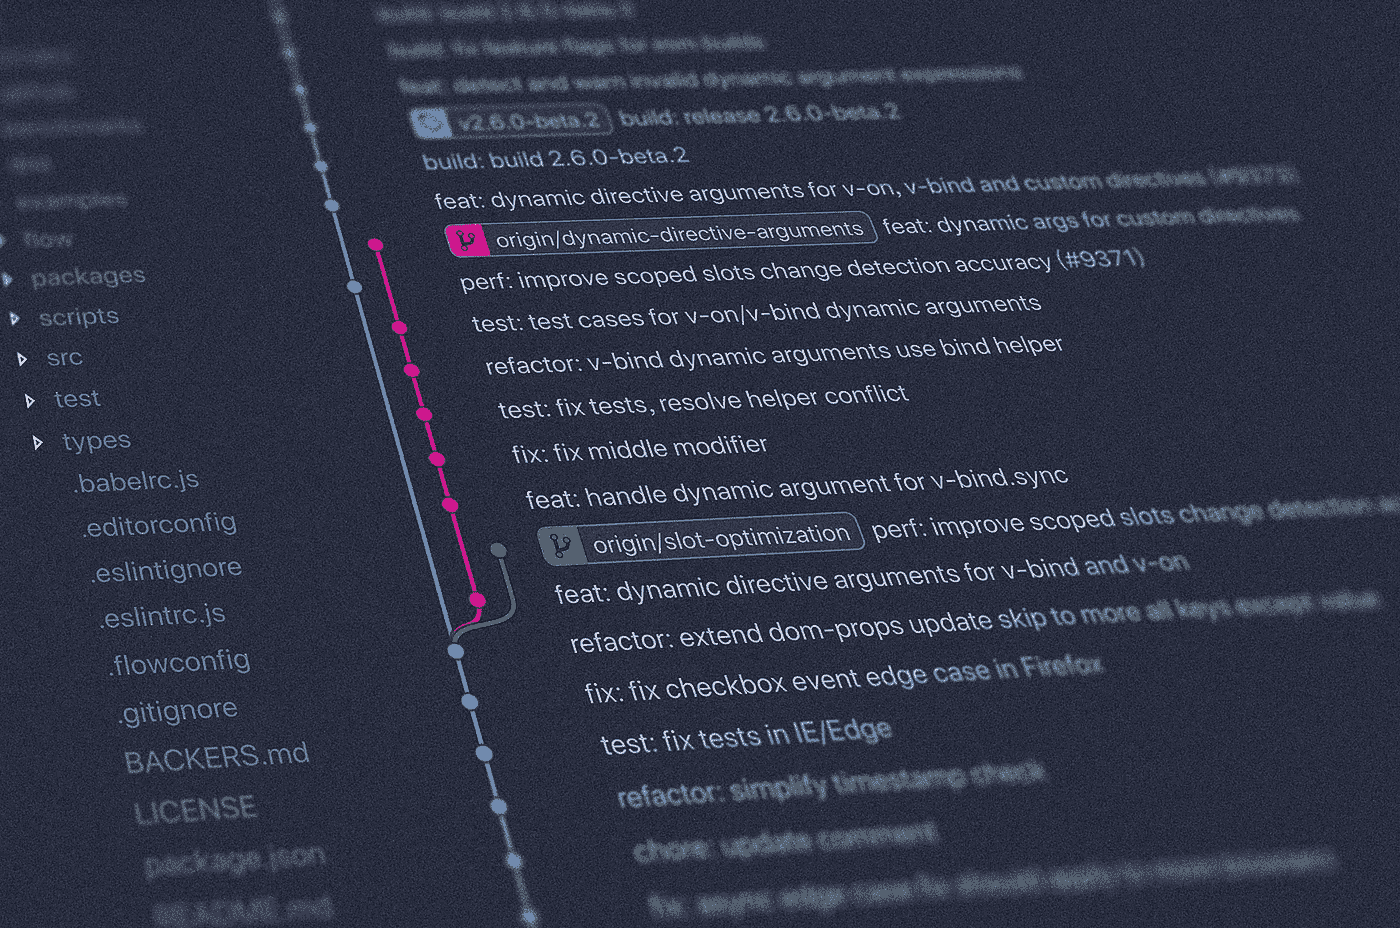 examples
flow
packages
scripts
src
test
types
.babelrc.js
.editorconfig
.eslintignore
.eslintrc.js
.flowconfig
.gitignore
BACKERS.md
LICENSE
package.json
README.md
build: fix feature flags for esm builds
feat: detect and warn invalid dynamic argument expressions
v2.6.0-beta.2 build: release 2.6.0-beta.2
build: build 2.6.0-beta.2
feat: dynamic directive arguments for v-on, v-bind and custom directives (#9373)
origin/dynamic-directive-arguments feat: dynamic args for custom directives
perf: improve scoped slots change detection accuracy (#9371)
test: test cases for v-on/v-bind dynamic arguments
refactor: v-bind dynamic arguments use bind helper
test: fix tests, resolve helper conflict
fix: fix middle modifier
feat: handle dynamic argument for v-bind.sync
origin/slot-optimization perf: improve scoped slots change detection
feat: dynamic directive arguments for v-bind and v-on
refactor: extend dom-props update skip to more all keys except value
fix: fix checkbox event edge case in Firefox
test: fix tests in IE/Edge
refactor: simplify timestamp check
chore: update comment
fix: async edge case